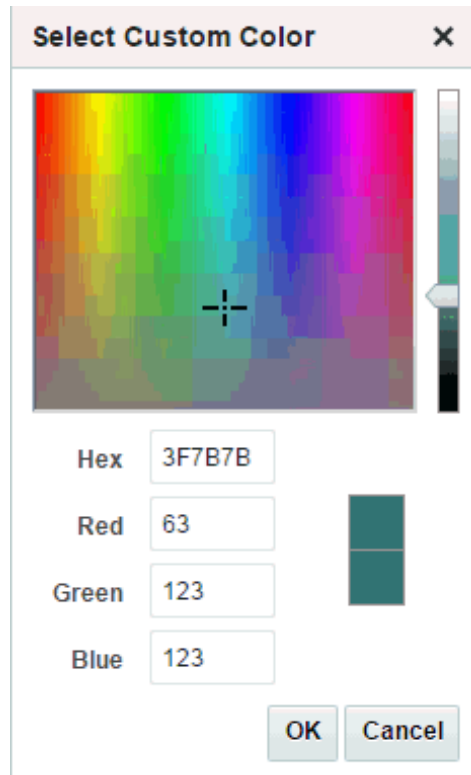 Select Custom Color ×
Hex 3F7B7B
Red 63
Green 123
Blue 123
OK Cancel